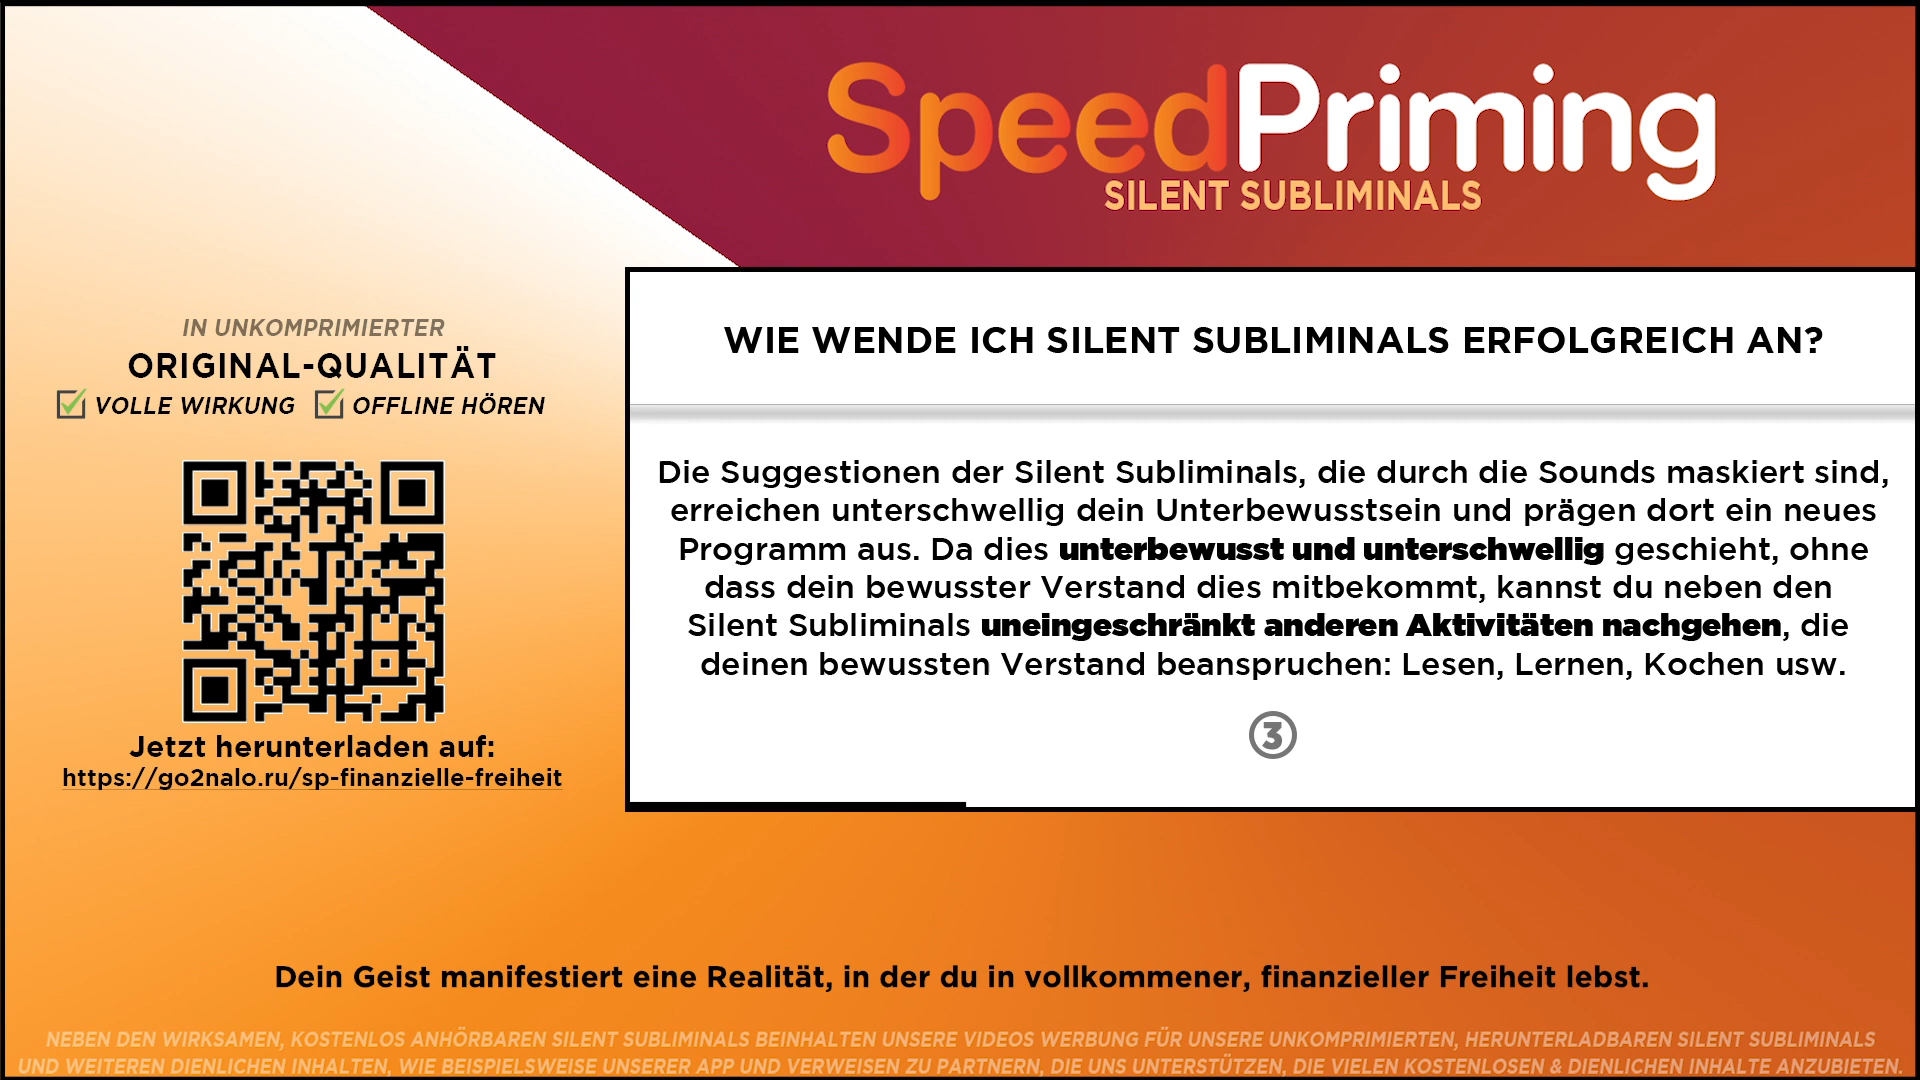 SpeedPriming
SILENT SUBLIMINALS
IN UNKOMPRIMIERTER
ORIGINAL-QUALITÄT
VOLLE WIRKUNG OFFLINE HÖREN
Jetzt herunterladen auf:
https://go2nalo.ru/sp-finanzielle-freiheit
WIE WENDE ICH SILENT SUBLIMINALS ERFOLGREICH AN?
Die Suggestionen der Silent Subliminals, die durch die Sounds maskiert sind,
erreichen unterschwellig dein Unterbewusstsein und prägen dort ein neues
Programm aus. Da dies unterbewusst und unterschwellig geschieht, ohne
dass dein bewusster Verstand dies mitbekommt, kannst du neben den
Silent Subliminals uneingeschränkt anderen Aktivitäten nachgehen, die
deinen bewussten Verstand beanspruchen: Lesen, Lernen, Kochen usw.
3
Dein Geist manifestiert eine Realität, in der du in vollkommener, finanzieller Freiheit lebst.
NEBEN DEN WIRKSAMEN, KOSTENLOS ANHÖRBAREN SILENT SUBLIMINALS BEINHALTEN UNSERE VIDEOS WERBUNG FÜR UNSERE UNKOMPRIMIERTEN, HERUNTERLADBAREN SILENT SUBLIMINALS
UND WEITEREN DIENLICHEN INHALTEN, WIE BEISPIELSWEISE UNSERER APP UND VERWEISEN ZU PARTNERN, DIE UNS UNTERSTÜTZEN, DIE VIELEN KOSTENLOSEN & DIENLICHEN INHALTE ANZUBIETEN.